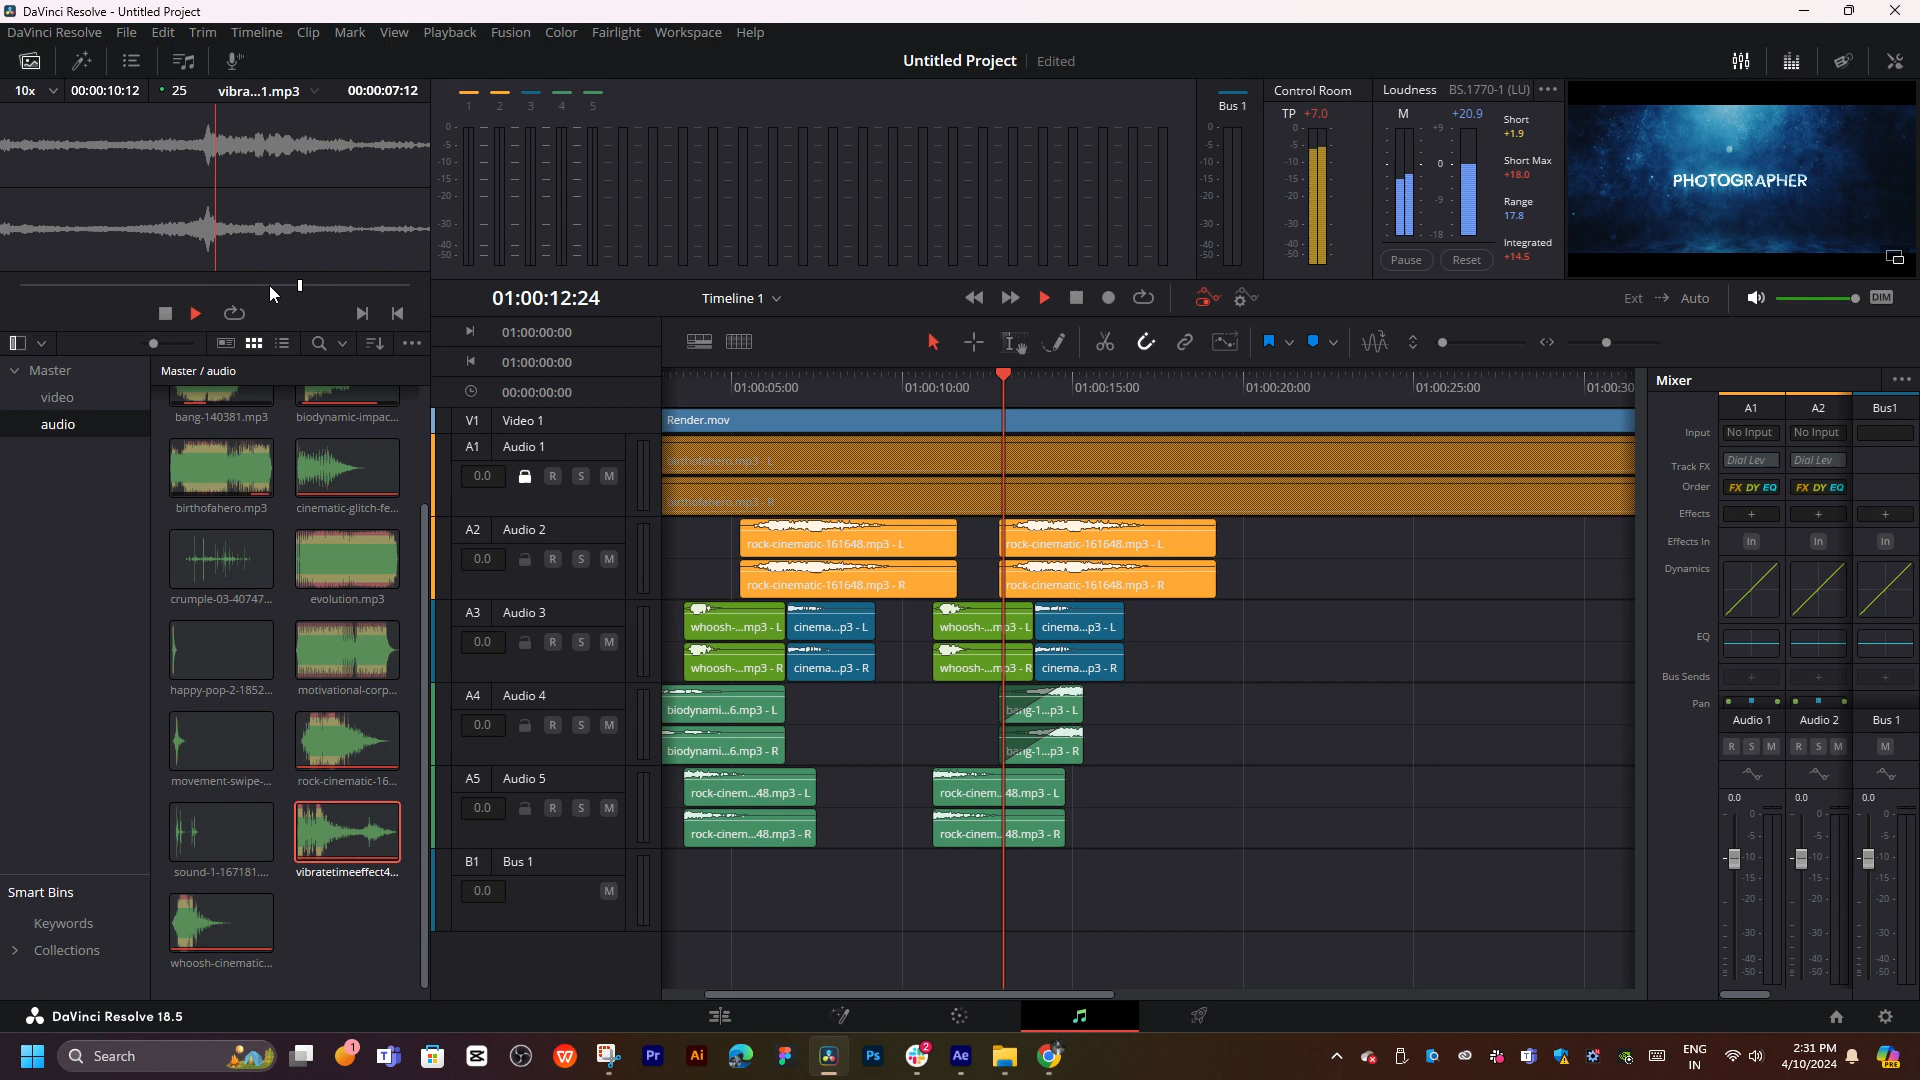 DaVinci Resolve - Untitled Project
DaVinci Resolve File Edit Trim Timeline Clip Mark View Playback Fusion Color Fairlight Workspace Help
Untitled Project Edited
10x 00:00:10:12 25 vibra...1.mp3 00:00:07:12
1 2 3 4 5
Bus 1
Control Room
TP +7.0
Loudness BS.1770-1 (LU)
M +20.9
Short
+1.9
Short Max
+18.0
Range
17.8
Integrated
+14.5
Pause Reset
PHOTOGRAPHER
01:00:12:24
Timeline 1
Ext Auto
DIM
01:00:00:00
01:00:00:00
00:00:00:00
01:00:05:00 01:00:10:00 01:00:15:00 01:00:20:00 01:00:25:00 01:00:30
Master
video
audio
Master / audio
bang-140381.mp3 biodynamic-impac...
birthofahero.mp3 cinematic-glitch-fe...
crumple-03-40747... evolution.mp3
happy-pop-2-1852... motivational-corp...
movement-swipe-... rock-cinematic-16...
sound-1-167181.... vibratetimeeffect4...
whoosh-cinematic...
Smart Bins
Keywords
Collections
V1 Video 1
Render.mov
A1 Audio 1
0.0 R S M
birthofahero.mp3 - L
birthofahero.mp3 - R
A2 Audio 2
0.0 R S M
rock-cinematic-161648.mp3 - L rock-cinematic-161648.mp3 - L
rock-cinematic-161648.mp3 - R rock-cinematic-161648.mp3 - R
A3 Audio 3
0.0 R S M
whoosh-...mp3 - L cinema...p3 - L whoosh-...mp3 - L cinema...p3 - L
whoosh-...mp3 - R cinema...p3 - R whoosh-...mp3 - R cinema...p3 - R
A4 Audio 4
0.0 R S M
biodynami...6.mp3 - L bang-1...p3 - L
biodynami...6.mp3 - R bang-1...p3 - R
A5 Audio 5
0.0 R S M
rock-cinem...48.mp3 - L rock-cinem...48.mp3 - L
rock-cinem...48.mp3 - R rock-cinem...48.mp3 - R
B1 Bus 1
0.0 M
Mixer
A1 A2 Bus1
Input No Input No Input
Track FX Dial Lev Dial Lev
Order FX DY EQ FX DY EQ
Effects + + +
Effects In In In In
Dynamics
EQ
Bus Sends + + +
Pan
Audio 1 Audio 2 Bus 1
R S M R S M M
0.0 0.0 0.0
DaVinci Resolve 18.5
Search
ENG
IN
2:31 PM
4/10/2024